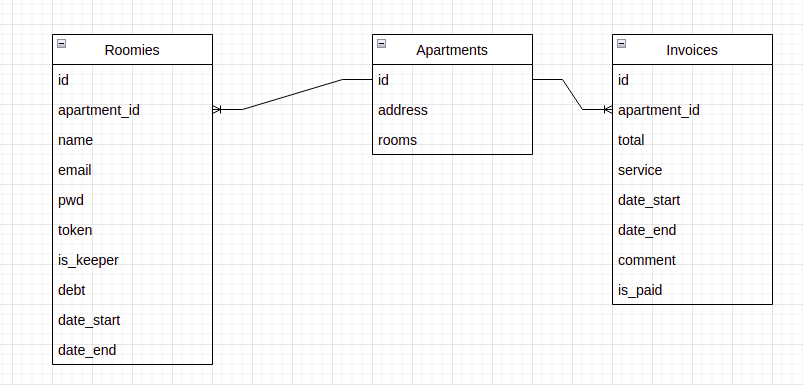 Roomies
id
apartment_id
name
email
pwd
token
is_keeper
debt
date_start
date_end
Apartments
id
address
rooms
Invoices
id
apartment_id
total
service
date_start
date_end
comment
is_paid